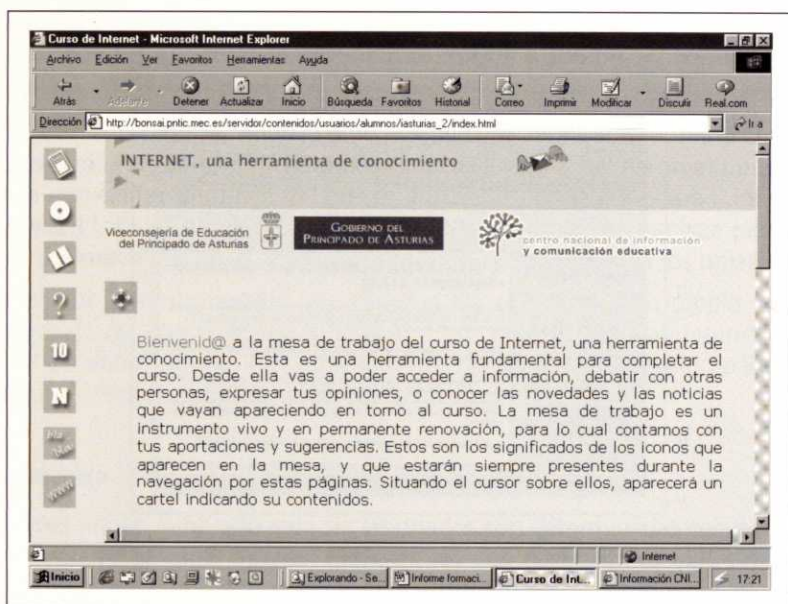 Curso de Internet - Microsoft Internet Explorer
Archivo Edición Ver Favoritos Herramientas Ayuda
Atrás Adelante Detener Actualizar Inicio Búsqueda Favoritos Historial Correo Imprimir Modificar Discutir Real.com
Dirección http://bonsai.pntic.mec.es/servidor/contenidos/usuarios/alumnos/iasturias_2/index.html Ir a
INTERNET, una herramienta de conocimiento
Viceconsejería de Educación
del Principado de Asturias
GOBIERNO DEL
PRINCIPADO DE ASTURIAS
centro nacional de información
y comunicación educativa
?
10
N
www
Bienvenid@ a la mesa de trabajo del curso de Internet, una herramienta de
conocimiento. Esta es una herramienta fundamental para completar el
curso. Desde ella vas a poder acceder a información, debatir con otras
personas, expresar tus opiniones, o conocer las novedades y las noticias
que vayan apareciendo en torno al curso. La mesa de trabajo es un
instrumento vivo y en permanente renovación, para lo cual contamos con
tus aportaciones y sugerencias. Estos son los significados de los iconos que
aparecen en la mesa, y que estarán siempre presentes durante la
navegación por estas páginas. Situando el cursor sobre ellos, aparecerá un
cartel indicando su contenidos.
Internet
Inicio Explorando - Se... Informe formaci... Curso de Int... Información CNI... 17:21